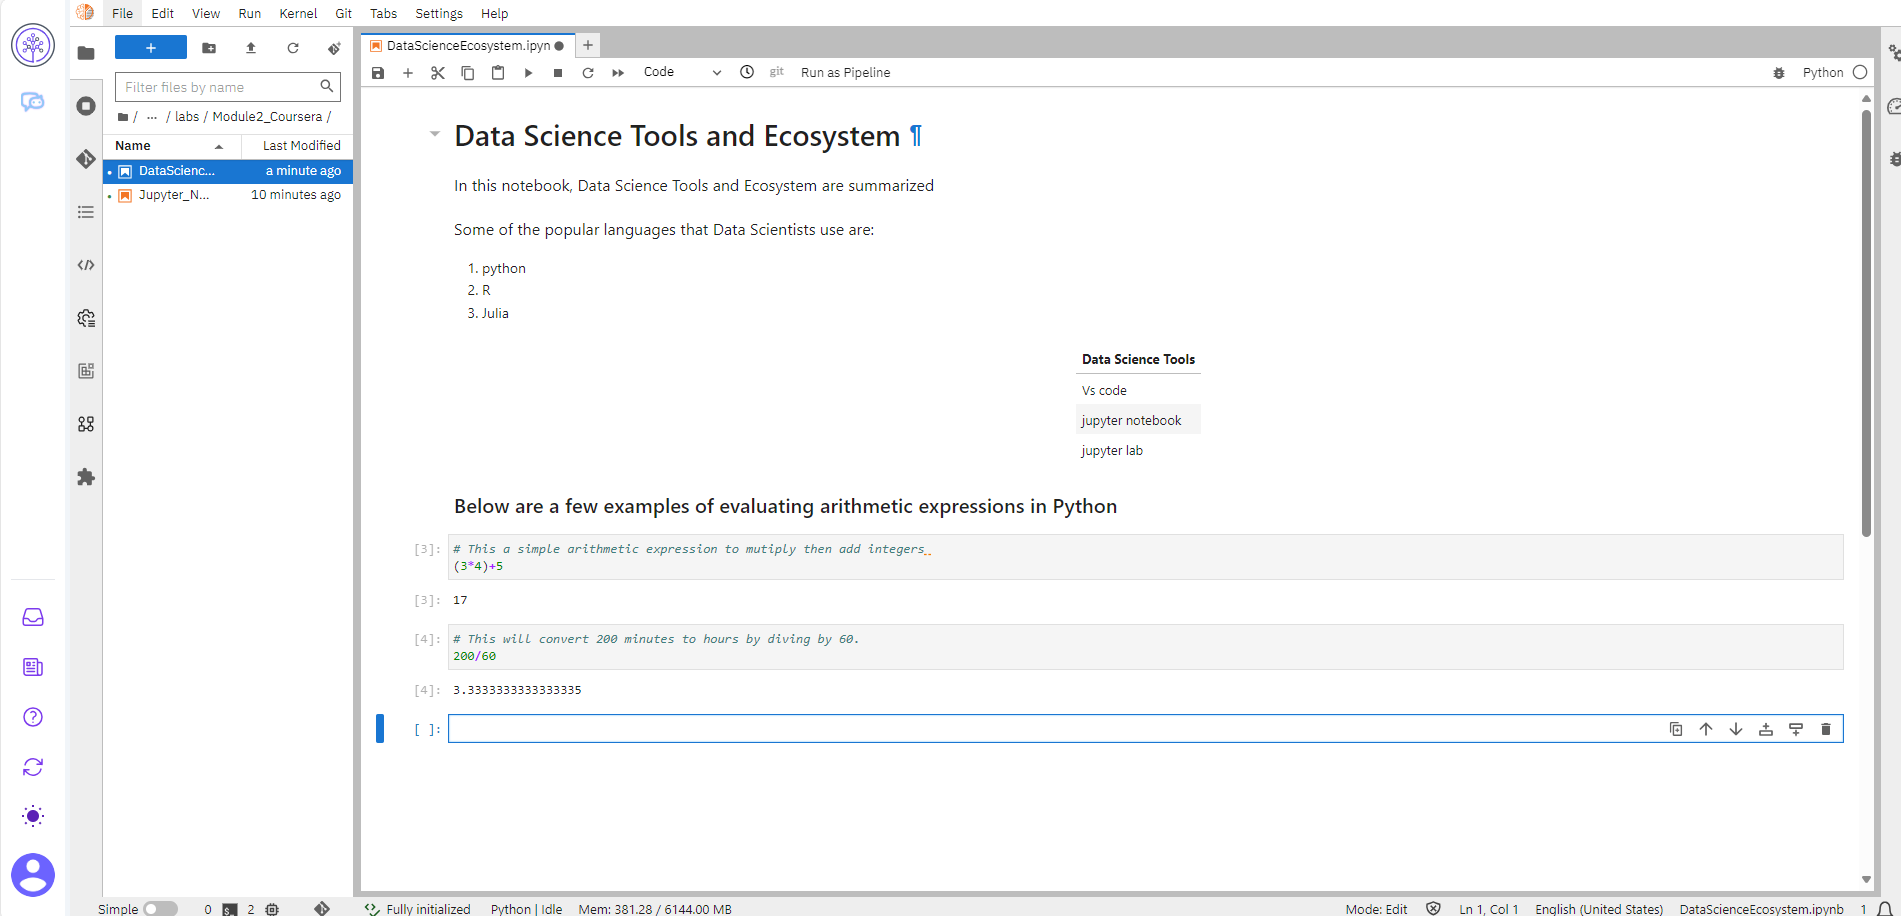 File Edit View Run Kernel Git Tabs Settings Help
+
Filter files by name
/ ... / labs / Module2_Coursera /
Name Last Modified
DataScienc... a minute ago
Jupyter_N... 10 minutes ago
DataScienceEcosystem.ipyn
Code git Run as Pipeline Python
Data Science Tools and Ecosystem ¶
In this notebook, Data Science Tools and Ecosystem are summarized
Some of the popular languages that Data Scientists use are:
1. python
2. R
3. Julia
Data Science Tools
Vs code
jupyter notebook
jupyter lab
Below are a few examples of evaluating arithmetic expressions in Python
[3]: # This a simple arithmetic expression to mutiply then add integers
(3*4)+5
[3]: 17
[4]: # This will convert 200 minutes to hours by diving by 60.
200/60
[4]: 3.3333333333333335
[ ]:
Simple 0 2 Fully initialized Python | Idle Mem: 381.28 / 6144.00 MB Mode: Edit Ln 1, Col 1 English (United States) DataScienceEcosystem.ipynb 1